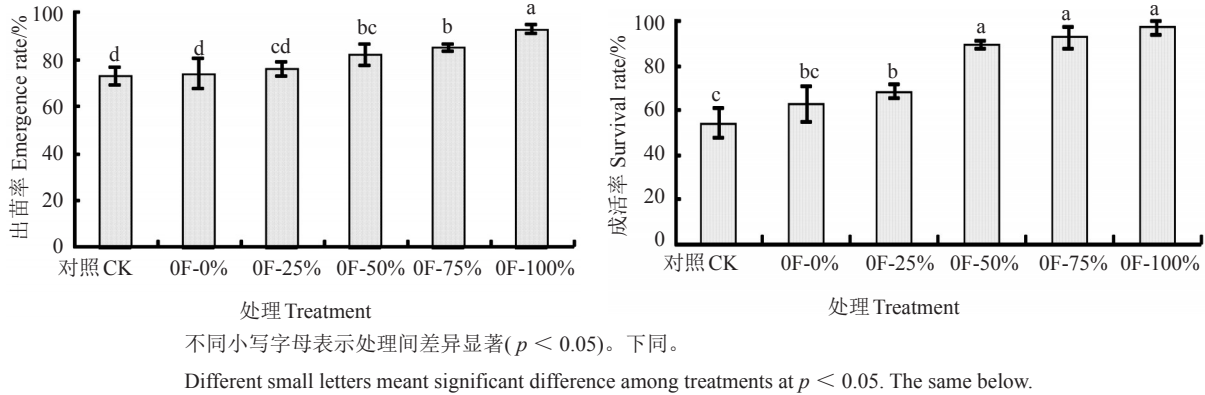 出苗率 Emergence rate/%
100
80
60
40
20
0
d
d
cd
bc
b
a
对照 CK
0F-0%
0F-25%
0F-50%
0F-75%
0F-100%
处理 Treatment
成活率 Survival rate/%
100
80
60
40
20
0
c
bc
b
a
a
a
对照 CK
0F-0%
0F-25%
0F-50%
0F-75%
0F-100%
处理 Treatment
不同小写字母表示处理间差异显著( p < 0.05)。下同。
Different small letters meant significant difference among treatments at p < 0.05. The same below.